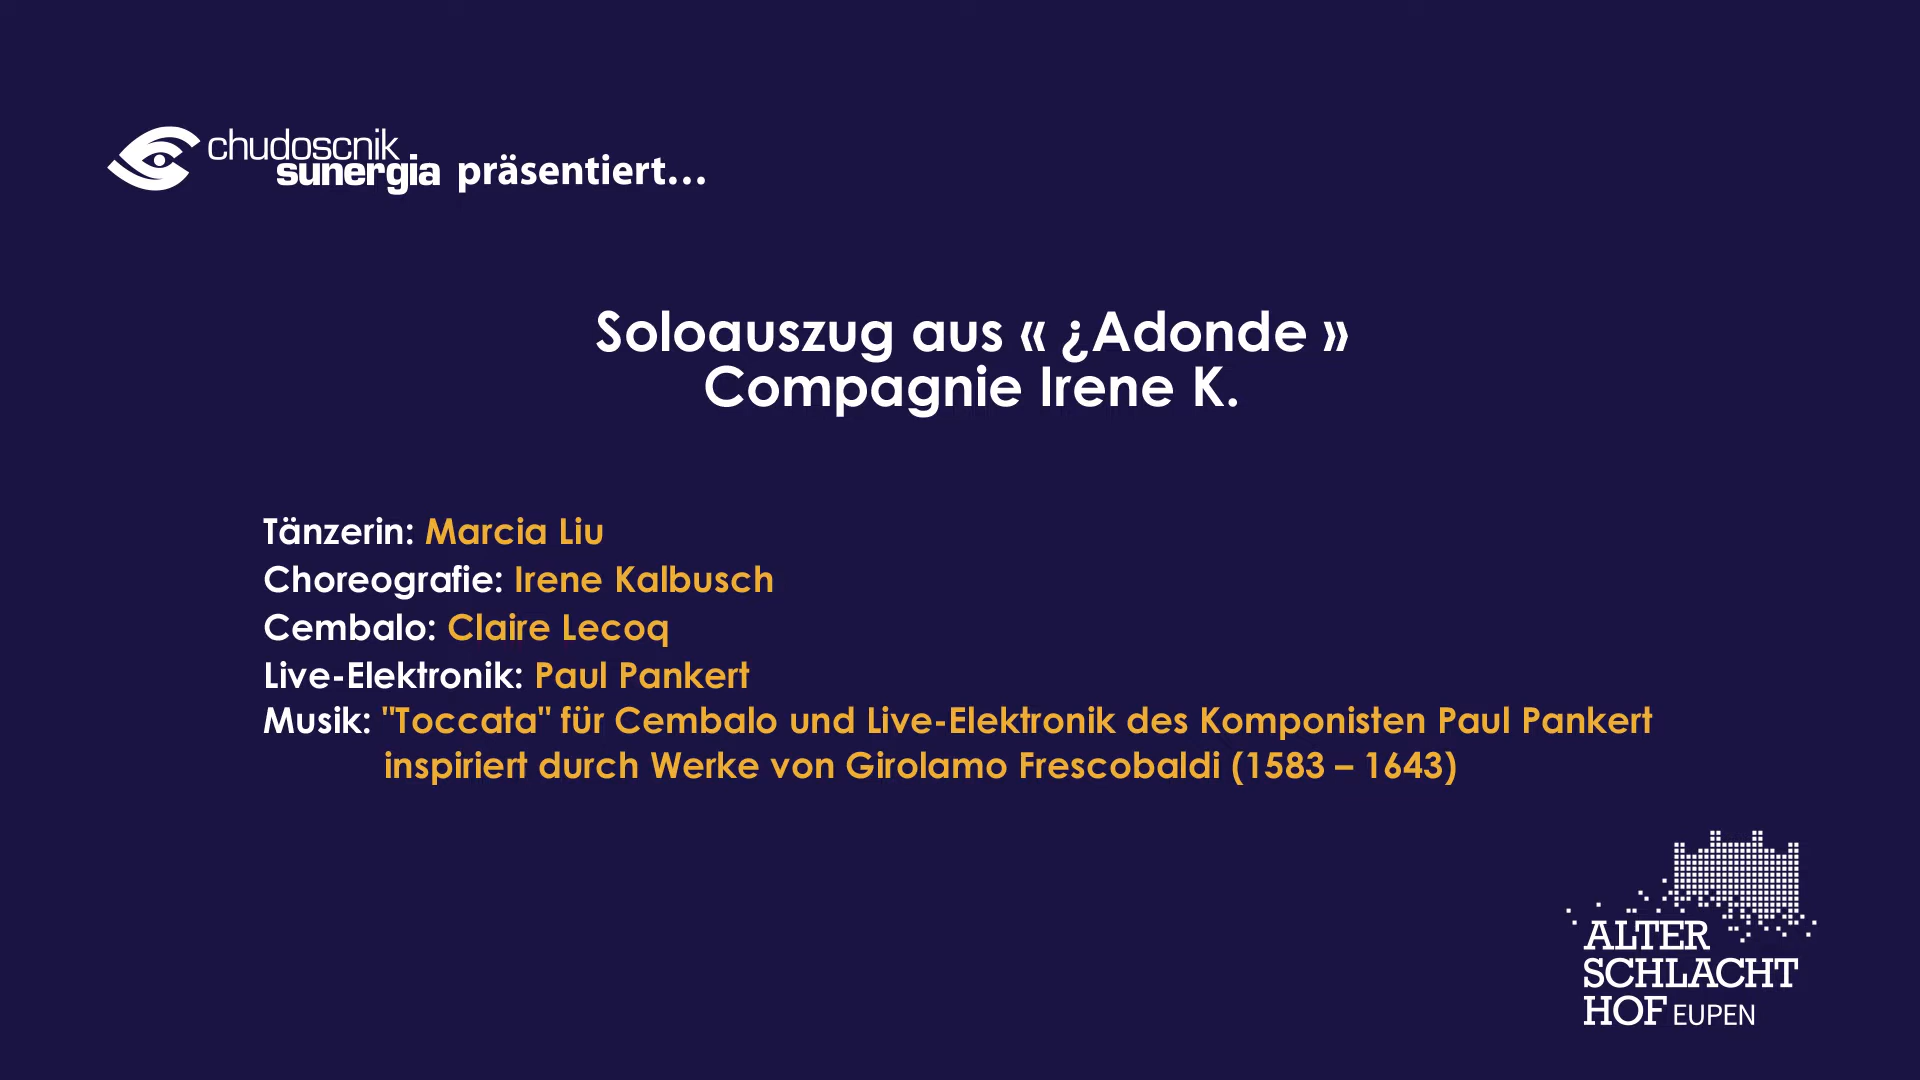 chudoscnik
sunergia präsentiert...
Soloauszug aus « ¿Adonde »
Compagnie Irene K.
Tänzerin: Marcia Liu
Choreografie: Irene Kalbusch
Cembalo: Claire Lecoq
Live-Elektronik: Paul Pankert
Musik: "Toccata" für Cembalo und Live-Elektronik des Komponisten Paul Pankert
inspiriert durch Werke von Girolamo Frescobaldi (1583 – 1643)
ALTER
SCHLACHT
HOF EUPEN